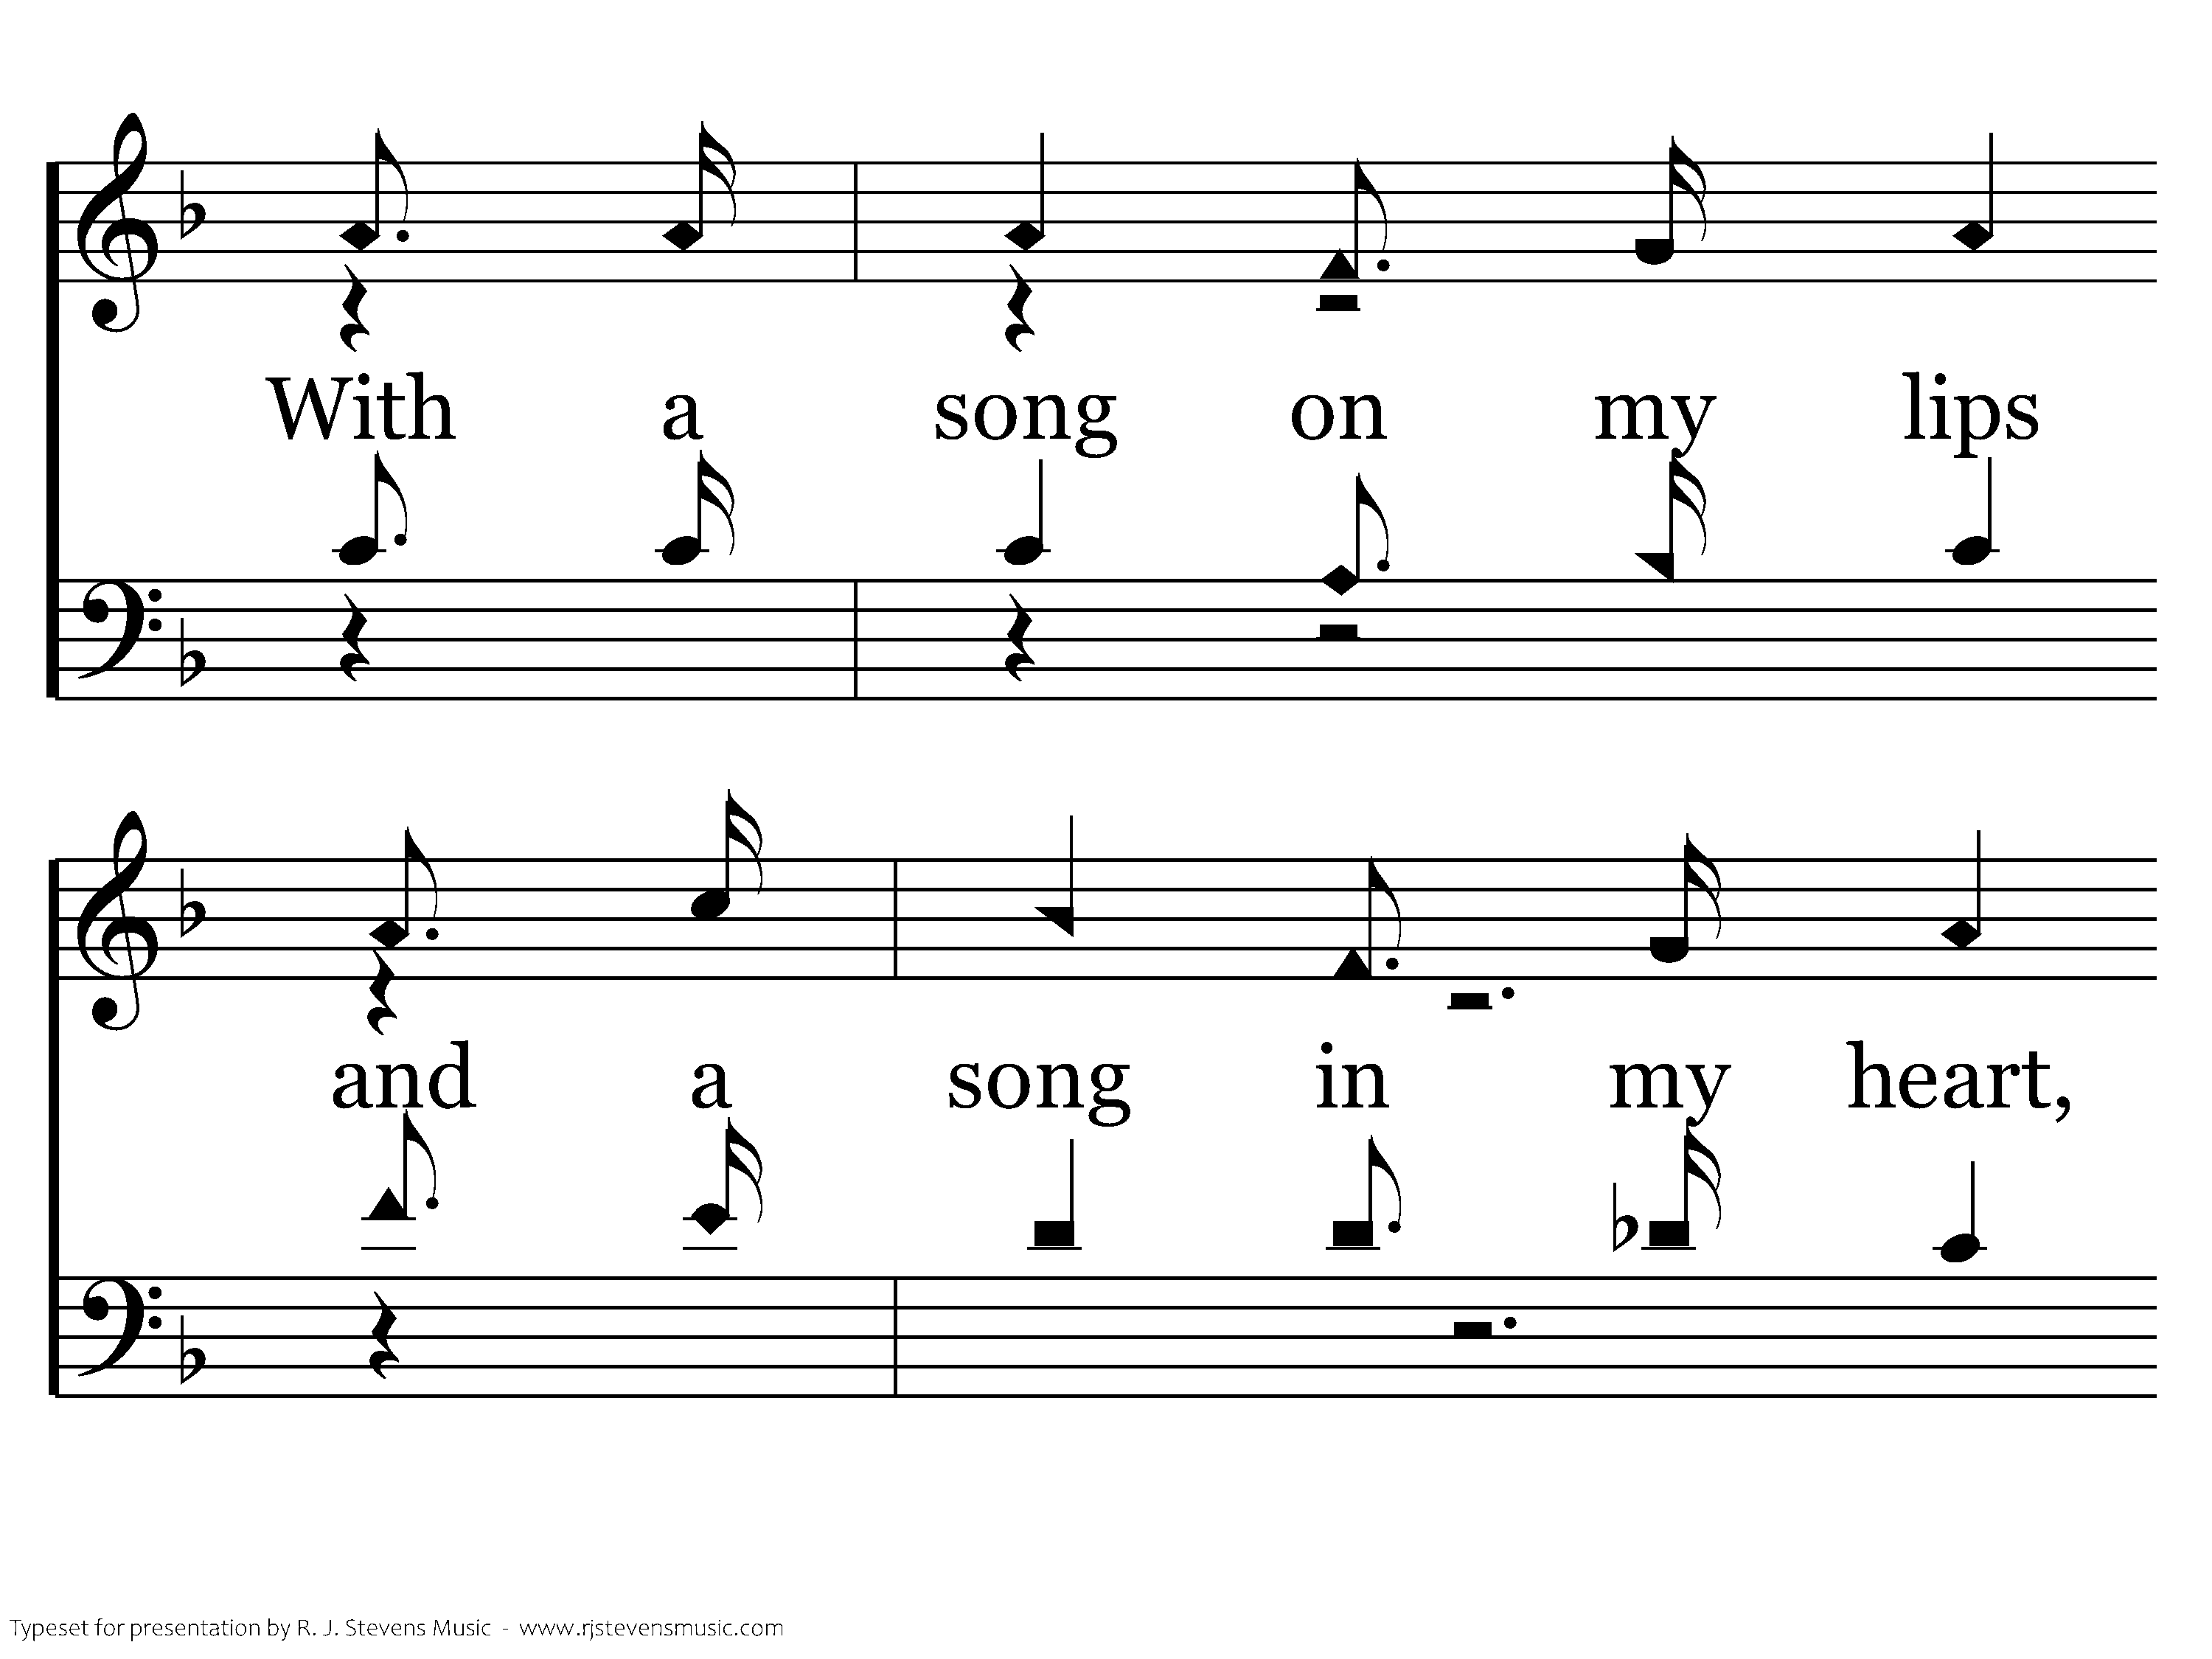 With a song on my lips
and a song in my heart,
Typeset for presentation by R. J. Stevens Music - www.rjstevensmusic.com